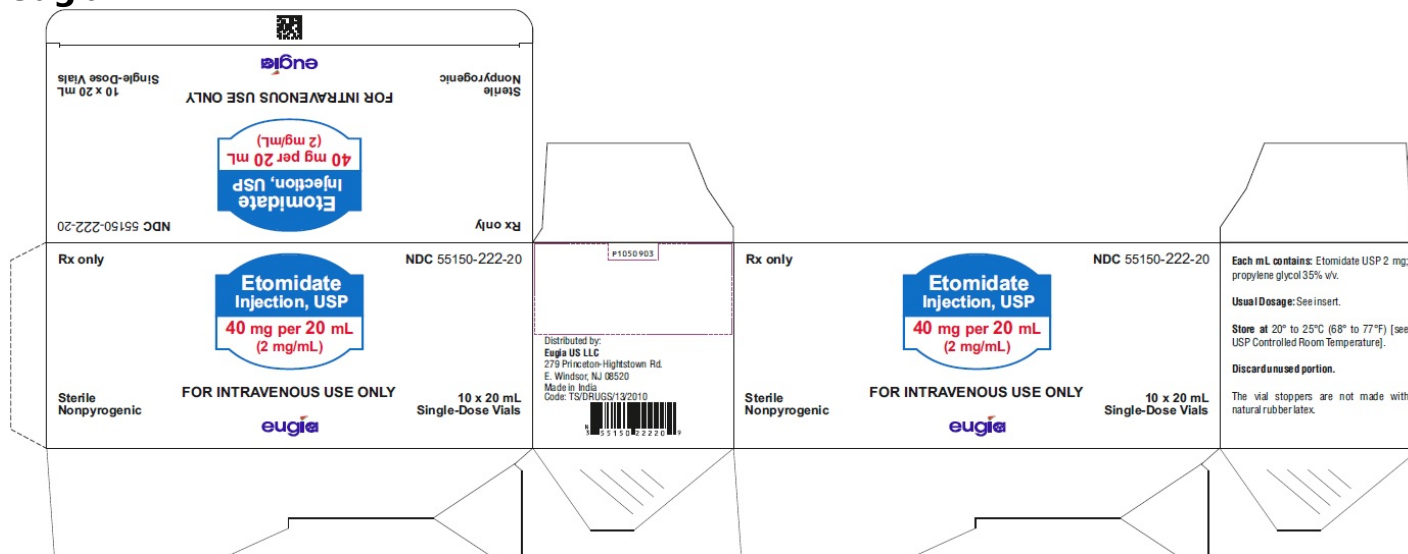 eugia
10 x 20 mL
Single-Dose Vials
FOR INTRAVENOUS USE ONLY
Sterile
Nonpyrogenic
Etomidate
Injection, USP
40 mg per 20 mL
(2 mg/mL)
NDC 55150-222-20
Rx only
Rx only
NDC 55150-222-20
Etomidate
Injection, USP
40 mg per 20 mL
(2 mg/mL)
FOR INTRAVENOUS USE ONLY
Sterile
Nonpyrogenic
10 x 20 mL
Single-Dose Vials
eugia
P1050903
Distributed by:
Eugia US LLC
279 Princeton-Hightstown Rd.
E. Windsor, NJ 08520
Made in India
Code: TS/DRUGS/13/2010
N
3 55150 22220 9
Rx only
NDC 55150-222-20
Etomidate
Injection, USP
40 mg per 20 mL
(2 mg/mL)
FOR INTRAVENOUS USE ONLY
Sterile
Nonpyrogenic
10 x 20 mL
Single-Dose Vials
eugia
Each mL contains: Etomidate USP 2 mg;
propylene glycol 35% v/v.
Usual Dosage: See insert.
Store at 20° to 25°C (68° to 77°F) [see
USP Controlled Room Temperature].
Discard unused portion.
The vial stoppers are not made with
natural rubber latex.